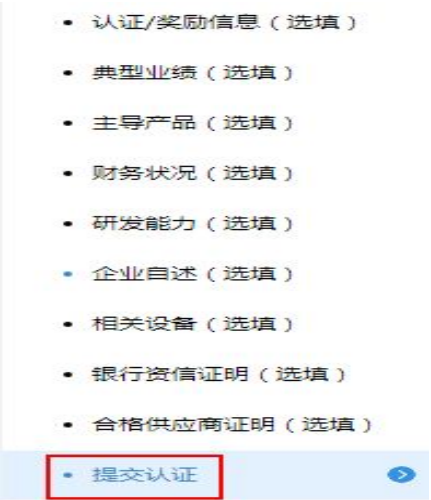 认证/奖励信息（选填）
典型业绩（选填）
主导产品（选填）
财务状况（选填）
研发能力（选填）
企业自述（选填）
相关设备（选填）
银行资信证明（选填）
合格供应商证明（选填）
提交认证